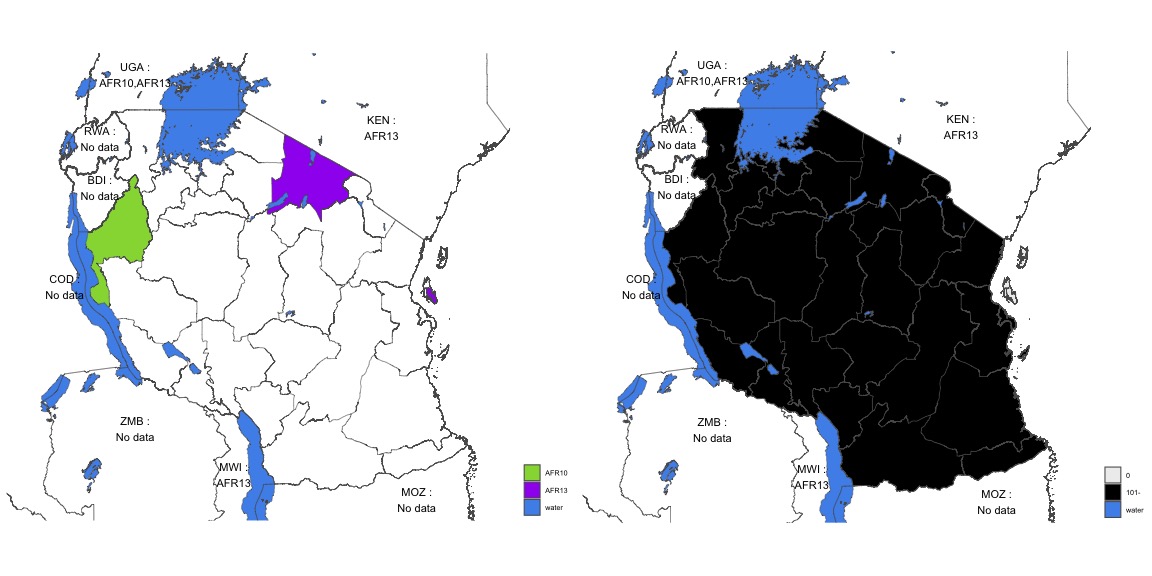 UGA :
AFR10,AFR13
KEN :
AFR13
RWA :
No data
BDI :
No data
COD :
No data
ZMB :
No data
MWI :
AFR13
MOZ :
No data
AFR10
AFR13
water
UGA :
AFR10,AFR13
KEN :
AFR13
RWA :
No data
BDI :
No data
COD :
No data
ZMB :
No data
MWI :
AFR13
MOZ :
No data
0
101-
water